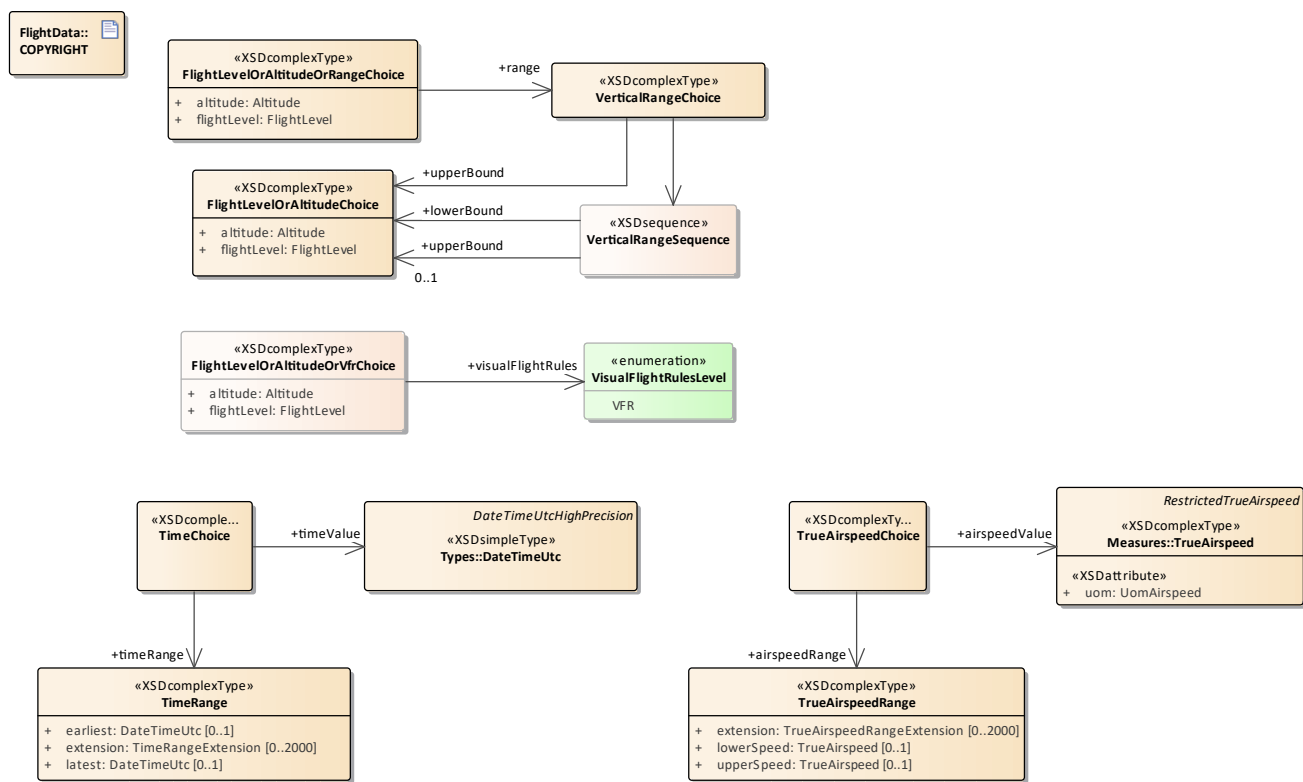 FlightData::
COPYRIGHT
«XSDcomplexType»
FlightLevelOrAltitudeOrRangeChoice
+ altitude: Altitude
+ flightLevel: FlightLevel
+range
«XSDcomplexType»
VerticalRangeChoice
«XSDcomplexType»
FlightLevelOrAltitudeChoice
+ altitude: Altitude
+ flightLevel: FlightLevel
+upperBound
+lowerBound
+upperBound
0..1
«XSDsequence»
VerticalRangeSequence
«XSDcomplexType»
FlightLevelOrAltitudeOrVfrChoice
+ altitude: Altitude
+ flightLevel: FlightLevel
+visualFlightRules
«enumeration»
VisualFlightRulesLevel
VFR
«XSDcomple...
TimeChoice
+timeValue
DateTimeUtcHighPrecision
«XSDsimpleType»
Types::DateTimeUtc
«XSDcomplexTy...
TrueAirspeedChoice
+airspeedValue
RestrictedTrueAirspeed
«XSDcomplexType»
Measures::TrueAirspeed
«XSDattribute»
+ uom: UomAirspeed
+timeRange
«XSDcomplexType»
TimeRange
+ earliest: DateTimeUtc [0..1]
+ extension: TimeRangeExtension [0..2000]
+ latest: DateTimeUtc [0..1]
+airspeedRange
«XSDcomplexType»
TrueAirspeedRange
+ extension: TrueAirspeedRangeExtension [0..2000]
+ lowerSpeed: TrueAirspeed [0..1]
+ upperSpeed: TrueAirspeed [0..1]